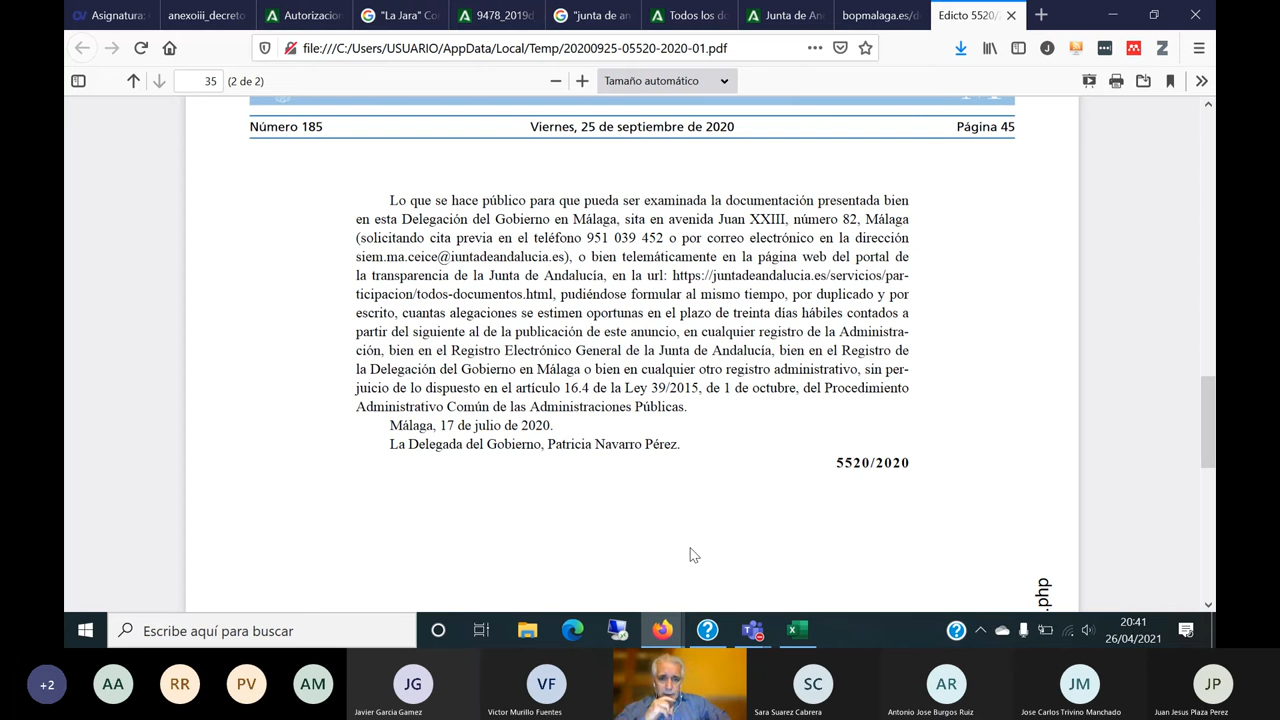 Asignatura:
anexoiii_decreto
Autorizacion
"La Jara" Co
9478_2019d
"junta de an
Todos los do
Junta de An
bopmalaga.es/d
Edicto 5520/
file:///C:/Users/USUARIO/AppData/Local/Temp/20200925-05520-2020-01.pdf
35 (2 de 2)
Tamaño automático
Número 185 Viernes, 25 de septiembre de 2020 Página 45
Lo que se hace público para que pueda ser examinada la documentación presentada bien
en esta Delegación del Gobierno en Málaga, sita en avenida Juan XXIII, número 82, Málaga
(solicitando cita previa en el teléfono 951 039 452 o por correo electrónico en la dirección
siem.ma.ceice@juntadeandalucia.es), o bien telemáticamente en la página web del portal de
la transparencia de la Junta de Andalucía, en la url: https://juntadeandalucia.es/servicios/par-
ticipacion/todos-documentos.html, pudiéndose formular al mismo tiempo, por duplicado y por
escrito, cuantas alegaciones se estimen oportunas en el plazo de treinta días hábiles contados a
partir del siguiente al de la publicación de este anuncio, en cualquier registro de la Administra-
ción, bien en el Registro Electrónico General de la Junta de Andalucía, bien en el Registro de
la Delegación del Gobierno en Málaga o bien en cualquier otro registro administrativo, sin per-
juicio de lo dispuesto en el artículo 16.4 de la Ley 39/2015, de 1 de octubre, del Procedimiento
Administrativo Común de las Administraciones Públicas.
Málaga, 17 de julio de 2020.
La Delegada del Gobierno, Patricia Navarro Pérez.
5520/2020
.php
Escribe aquí para buscar
20:41
26/04/2021
+2
AA
RR
PV
AM
JG
Javier Garcia Gamez
VF
Victor Murillo Fuentes
SC
Sara Suarez Cabrera
AR
Antonio Jose Burgos Ruiz
JM
Jose Carlos Trivino Manchado
JP
Juan Jesus Plaza Perez